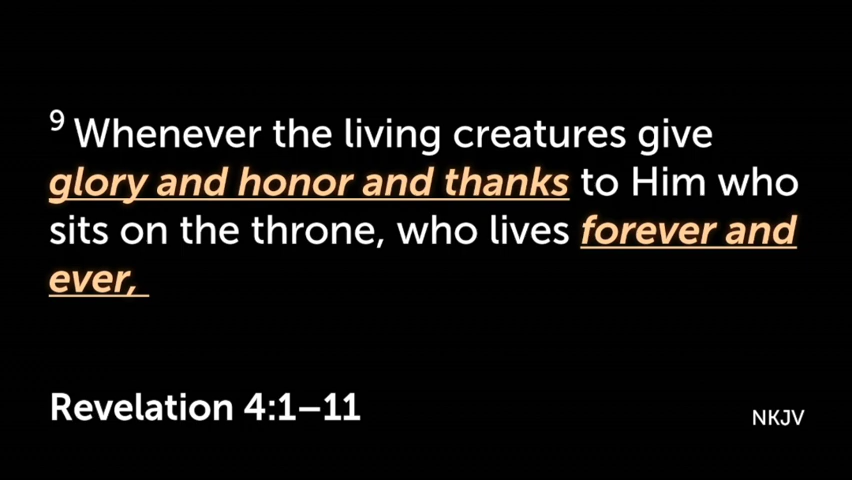 9 Whenever the living creatures give
glory and honor and thanks to Him who
sits on the throne, who lives forever and
ever,
Revelation 4:1–11
NKJV